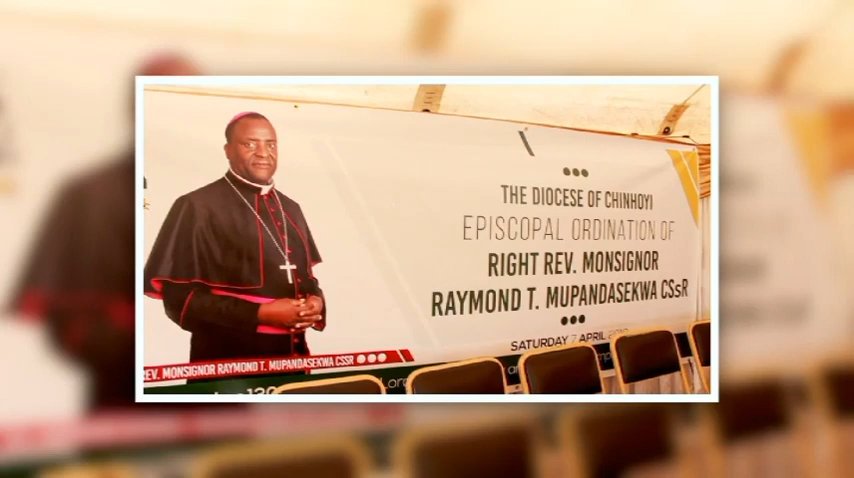 THE DIOCESE OF CHINHOYI
EPISCOPAL ORDINATION OF
RIGHT REV. MONSIGNOR
RAYMOND T. MUPANDASEKWA CSsR
SATURDAY 7 APRIL
REV. MONSIGNOR RAYMOND T. MUPANDASEKWA CSSR